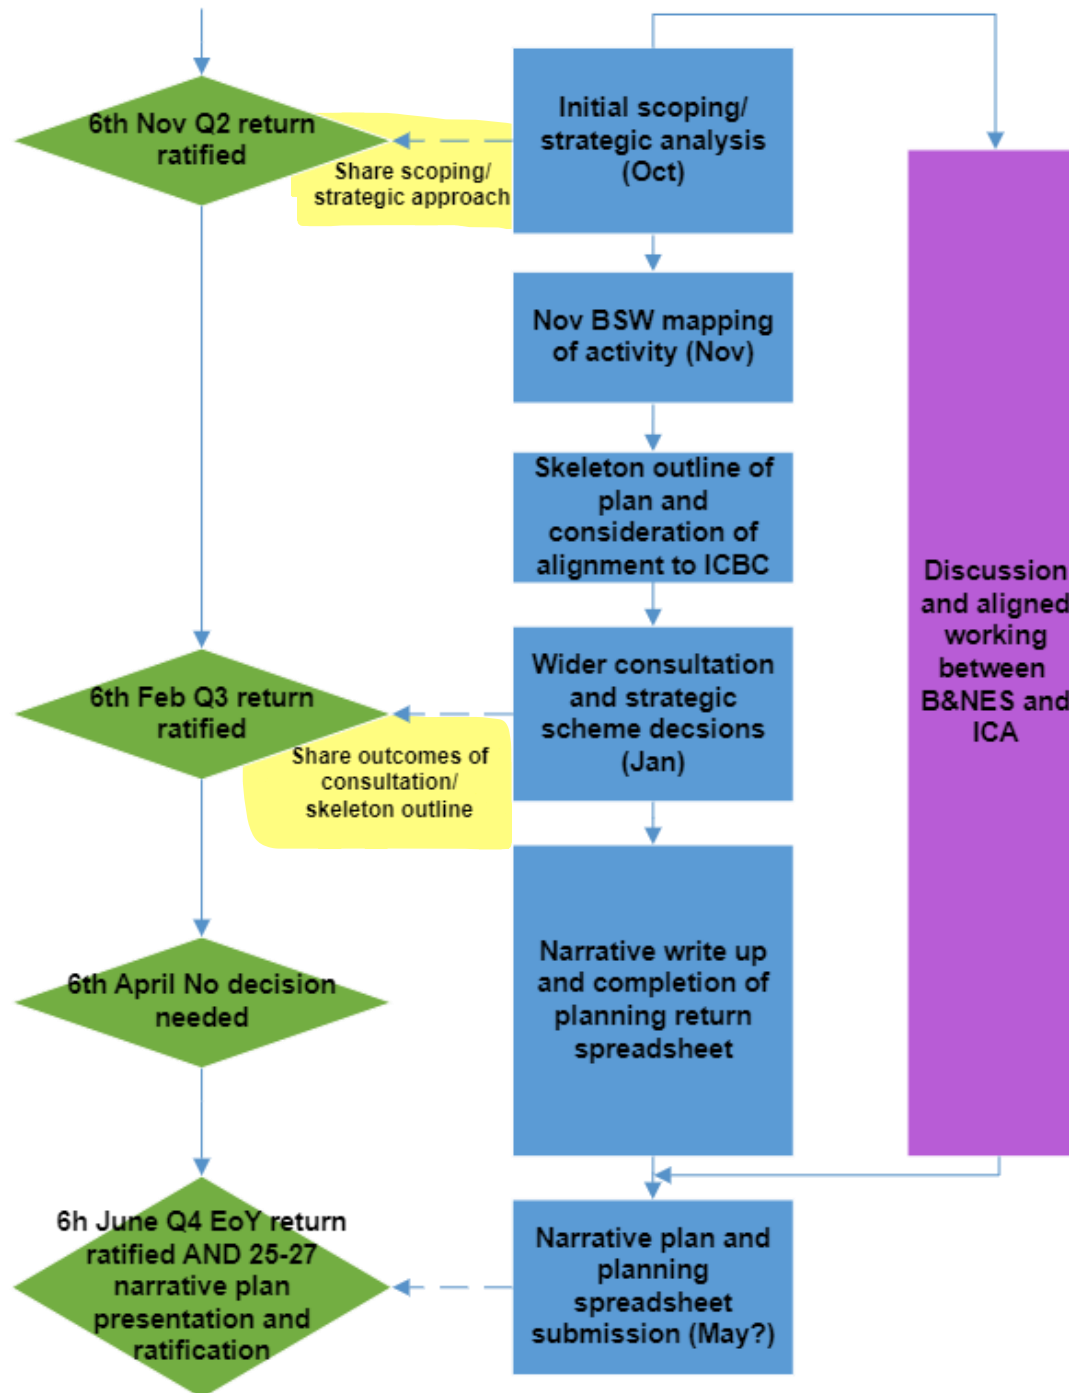 6th Nov Q2 return
ratified
Share scoping/
strategic approach
Initial scoping/
strategic analysis
(Oct)
Nov BSW mapping
of activity (Nov)
Skeleton outline of
plan and
consideration of
alignment to ICBC
Discussion
and aligned
working
between
B&NES and
ICA
6th Feb Q3 return
ratified
Share outcomes of
consultation/
skeleton outline
Wider consultation
and strategic
scheme decsions
(Jan)
6th April No decision
needed
Narrative write up
and completion of
planning return
spreadsheet
6h June Q4 EoY return
ratified AND 25-27
narrative plan
presentation and
ratification
Narrative plan and
planning
spreadsheet
submission (May?)